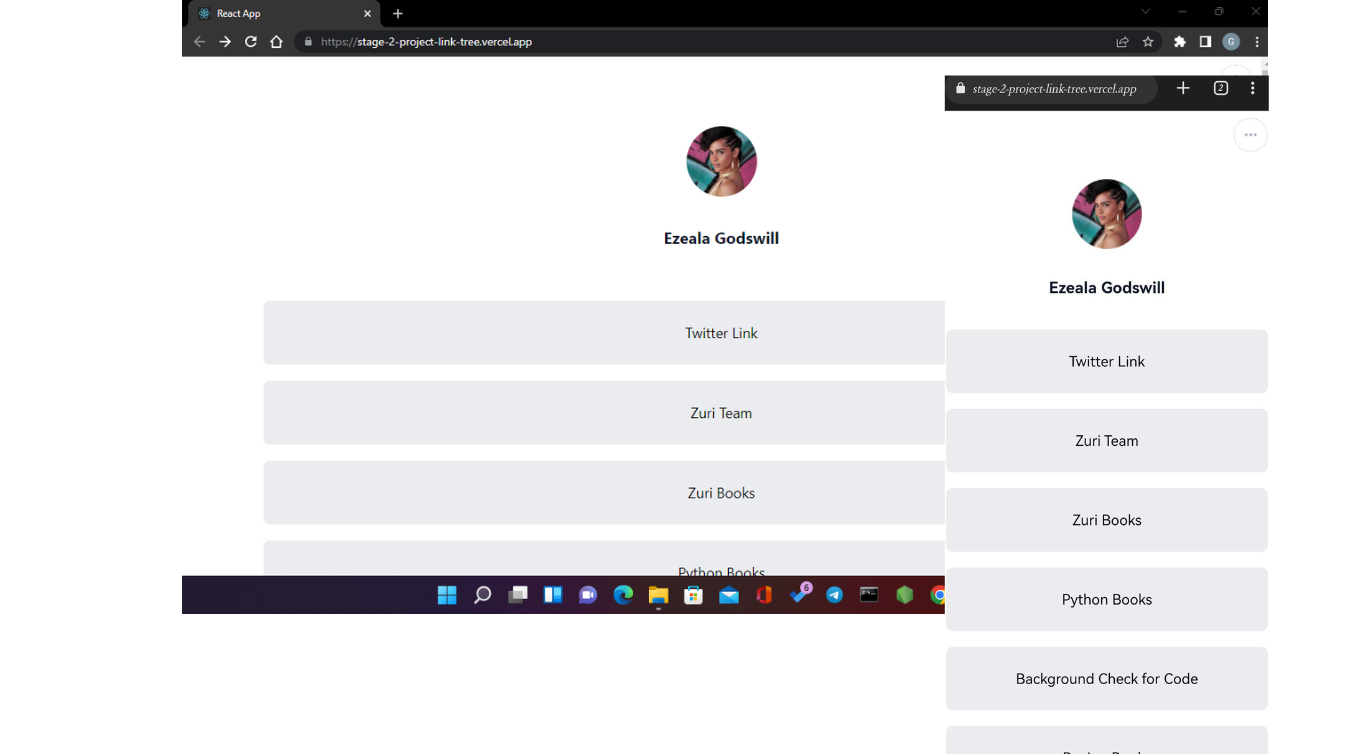 React App
https://stage-2-project-link-tree.vercel.app
G
Ezeala Godswill
Twitter Link
Zuri Team
Zuri Books
Python Books
6
stage-2-project-link-tree.vercel.app
2
Ezeala Godswill
Twitter Link
Zuri Team
Zuri Books
Python Books
Background Check for Code